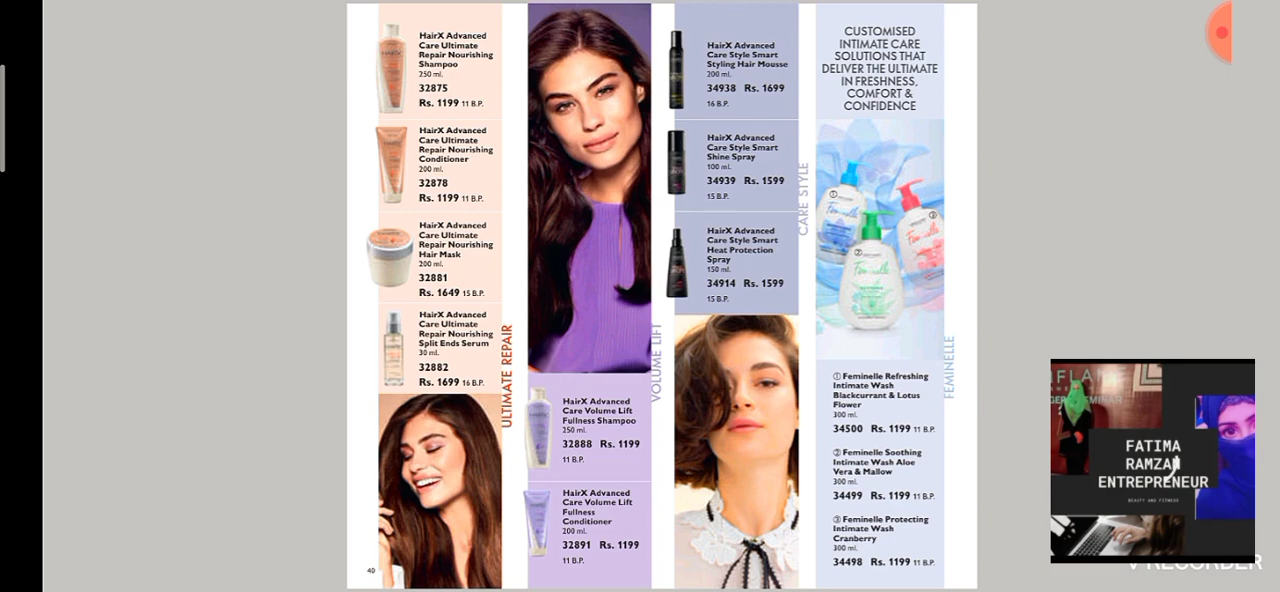 HairX Advanced
Care Ultimate
Repair Nourishing
Shampoo
250 ml.
32875
Rs. 1199 11 B.P.
HairX Advanced
Care Ultimate
Repair Nourishing
Conditioner
200 ml.
32878
Rs. 1199 11 B.P.
HairX Advanced
Care Ultimate
Repair Nourishing
Hair Mask
200 ml.
32881
Rs. 1649 15 B.P.
HairX Advanced
Care Ultimate
Repair Nourishing
Split Ends Serum
30 ml.
32882
Rs. 1699 16 B.P.
ULTIMATE REPAIR
40
HairX Advanced
Care Volume Lift
Fullness Shampoo
250 ml.
32888 Rs. 1199
11 B.P.
HairX Advanced
Care Volume Lift
Fullness
Conditioner
200 ml.
32891 Rs. 1199
11 B.P.
VOLUME LIFT
HairX Advanced
Care Style Smart
Styling Hair Mousse
200 ml.
34938 Rs. 1699
16 B.P.
HairX Advanced
Care Style Smart
Shine Spray
100 ml.
34939 Rs. 1599
15 B.P.
HairX Advanced
Care Style Smart
Heat Protection
Spray
150 ml.
34914 Rs. 1599
15 B.P.
CARE STYLE
CUSTOMISED
INTIMATE CARE
SOLUTIONS THAT
DELIVER THE ULTIMATE
IN FRESHNESS,
COMFORT &
CONFIDENCE
① 
Feminelle
③
②
Feminelle
Feminelle
① Feminelle Refreshing
Intimate Wash
Blackcurrant & Lotus
Flower
300 ml.
34500 Rs. 1199 11 B.P.
② Feminelle Soothing
Intimate Wash Aloe
Vera & Mallow
300 ml.
34499 Rs. 1199 11 B.P.
③ Feminelle Protecting
Intimate Wash
Cranberry
300 ml.
34498 Rs. 1199 11 B.P.
FEMINELLE
FATIMA
RAMZAN
ENTREPRENEUR
BEAUTY AND FITNESS
V RECORDER